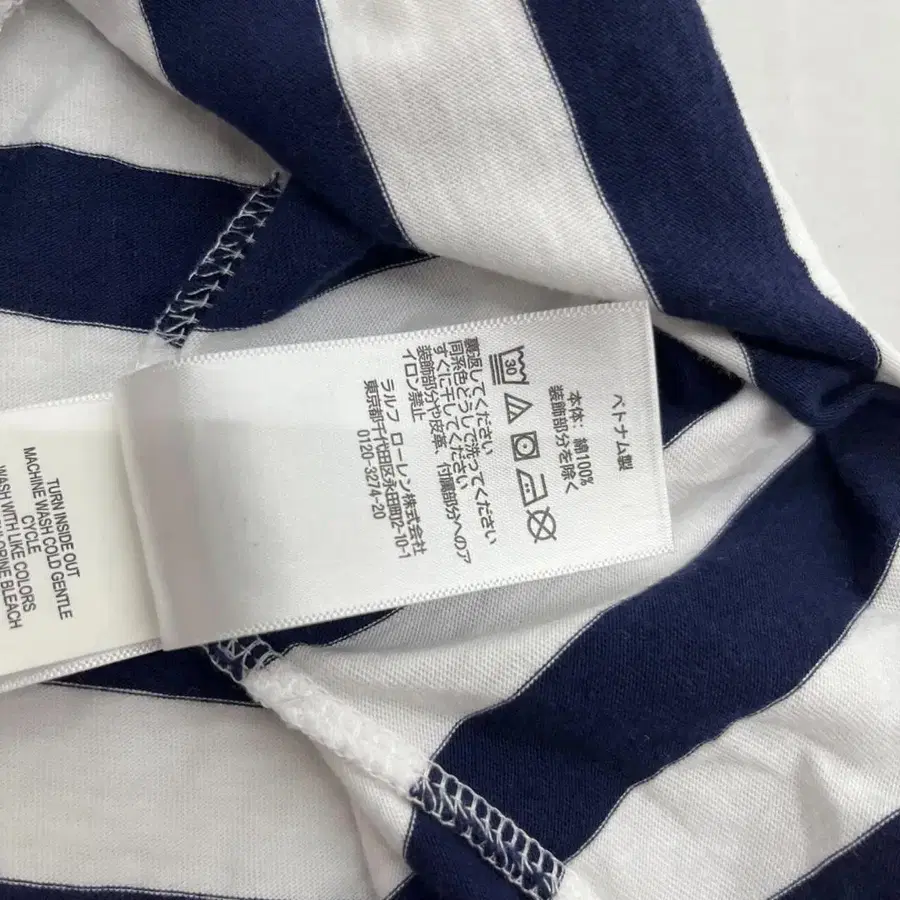 ベトナム製
本体: 綿100%
装飾部分を除く
30
裏返してください
同系色どうしで洗ってください
すぐに干してください
装飾部分や皮革、付属部分へのア
イロン禁止
ラルフ ローレン株式会社
東京都千代田区永田町2-10-1
0120-3274-20
TURN INSIDE OUT
MACHINE WASH COLD GENTLE
CYCLE
WASH WITH LIKE COLORS
BLEACH